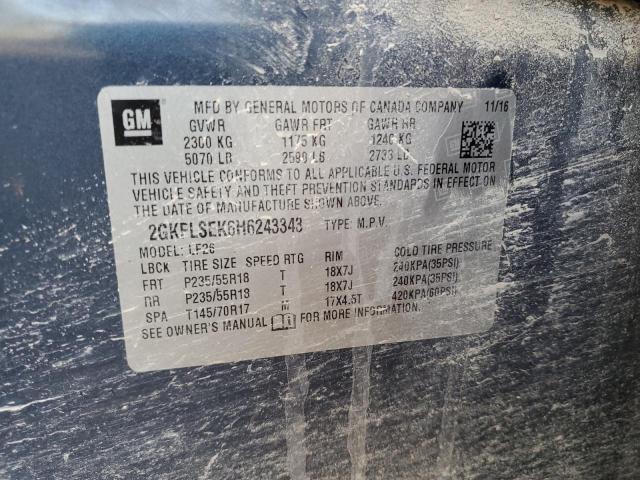 GM
MFD BY GENERAL MOTORS OF CANADA COMPANY 11/16
GVWR GAWR FRT GAWR RR
2300 KG 1175 KG 1240 KG
5070 LB 2590 LB 2733 LB
THIS VEHICLE CONFORMS TO ALL APPLICABLE U.S. FEDERAL MOTOR
VEHICLE SAFETY AND THEFT PREVENTION STANDARDS IN EFFECT ON
THE DATE OF MANUFACTURE SHOWN ABOVE.
2GKFLSEK6H6243343 TYPE: M.P.V.
MODEL: LF26
LBCK TIRE SIZE SPEED RTG RIM COLD TIRE PRESSURE
FRT P235/55R18 T 18X7J 240KPA(35PSI)
RR P235/55R18 T 18X7J 240KPA(35PSI)
SPA T145/70R17 M 17X4.5T 420KPA(60PSI)
SEE OWNER'S MANUAL FOR MORE INFORMATION.